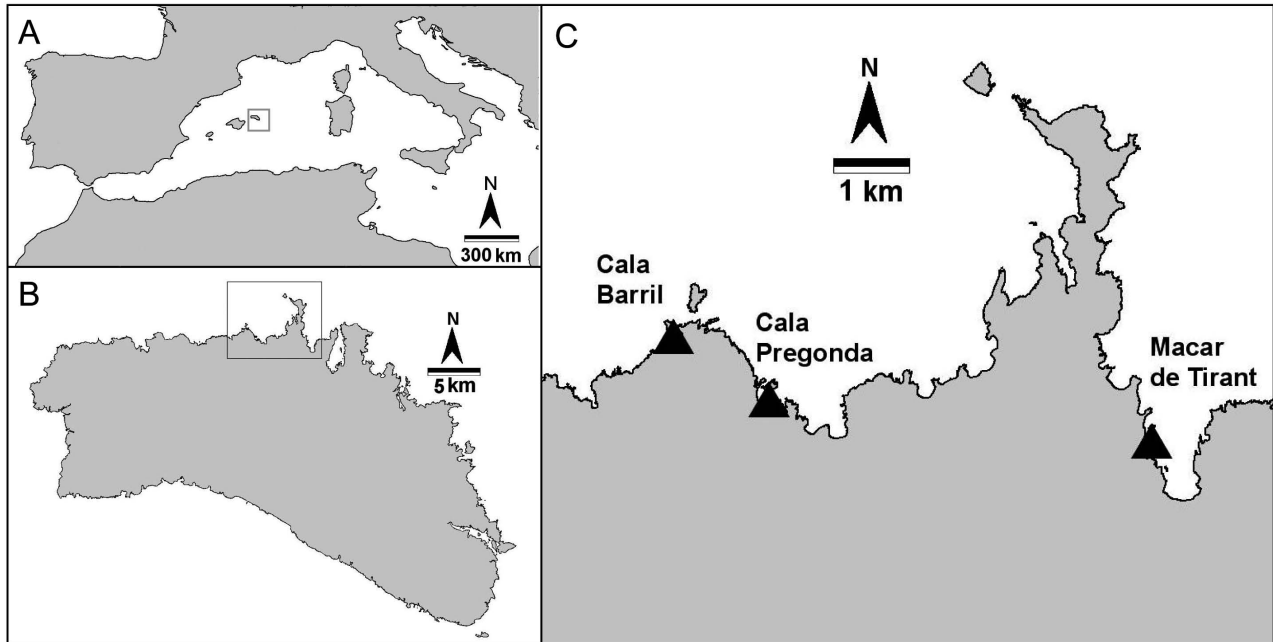 A
N
300 km
B
N
5 km
C
N
1 km
Cala
Barril
Cala
Pregonda
Macar
de Tirant